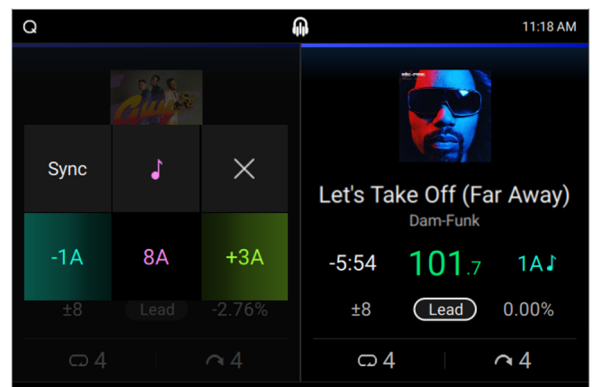 11:18 AM
Guy
Sync
-1A 8A +3A
±8 Lead -2.76%
4 4
Let's Take Off (Far Away)
Dam-Funk
-5:54 101.7 1A
±8 Lead 0.00%
4 4